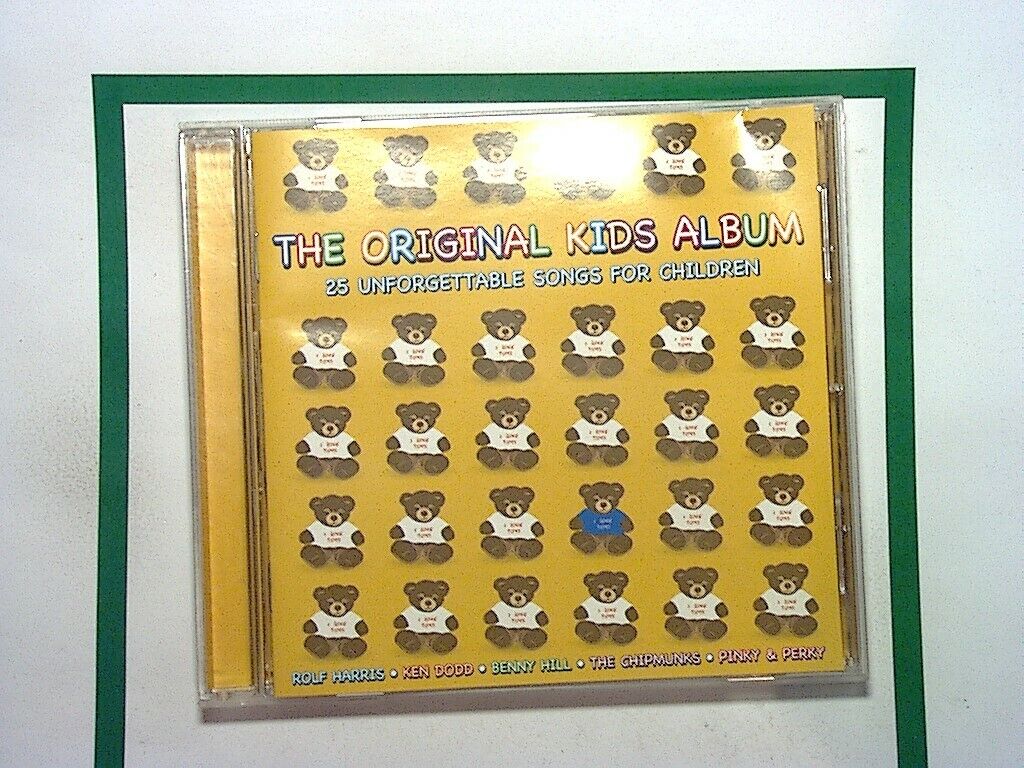 THE ORIGINAL KIDS ALBUM
25 UNFORGETTABLE SONGS FOR CHILDREN
ROLF HARRIS • KEN DODD • BENNY HILL • THE CHIPMUNKS • PINKY & PERKY